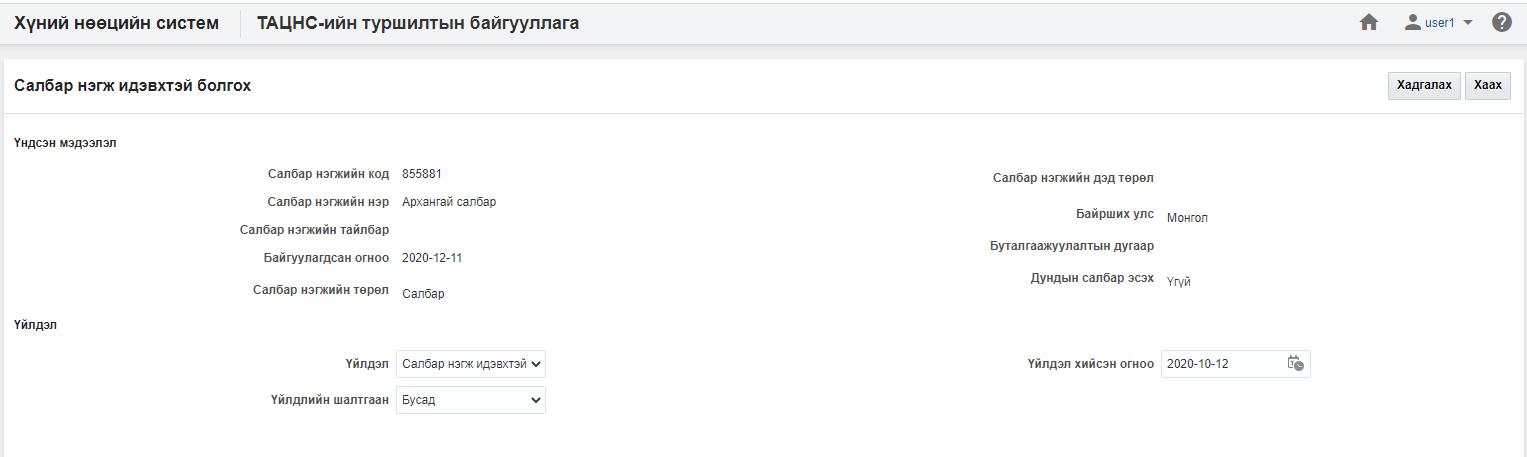 Хүний нөөцийн систем ТАЦНС-ийн туршилтын байгууллага user1
Салбар нэгж идэвхтэй болгох Хадгалах Хаах
Үндсэн мэдээлэл
Салбар нэгжийн код 855881
Салбар нэгжийн нэр Архангай салбар
Салбар нэгжийн тайлбар
Байгуулагдсан огноо 2020-12-11
Салбар нэгжийн төрөл Салбар
Салбар нэгжийн дэд төрөл
Байрших улс Монгол
Буталгаажуулалтын дугаар
Дундын салбар эсэх Үгүй
Үйлдэл
Үйлдэл Салбар нэгж идэвхтэй
Үйлдэл хийсэн огноо 2020-10-12
Үйлдлийн шалтгаан Бусад